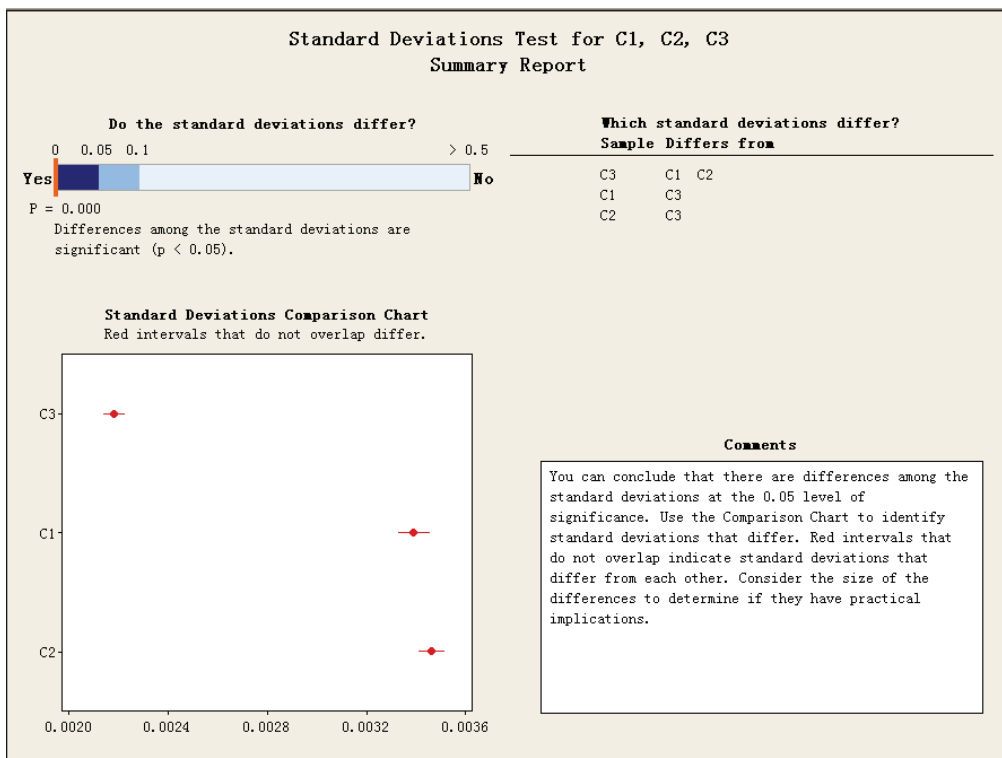 Standard Deviations Test for C1, C2, C3
Summary Report
Do the standard deviations differ?
0 0.05 0.1 > 0.5
Yes No
P = 0.000
Differences among the standard deviations are
significant (p < 0.05).
Which standard deviations differ?
Sample Differs from
C3 C1 C2
C1 C3
C2 C3
Standard Deviations Comparison Chart
Red intervals that do not overlap differ.
C3
C1
C2
0.0020 0.0024 0.0028 0.0032 0.0036
Comments
You can conclude that there are differences among the
standard deviations at the 0.05 level of
significance. Use the Comparison Chart to identify
standard deviations that differ. Red intervals that
do not overlap indicate standard deviations that
differ from each other. Consider the size of the
differences to determine if they have practical
implications.